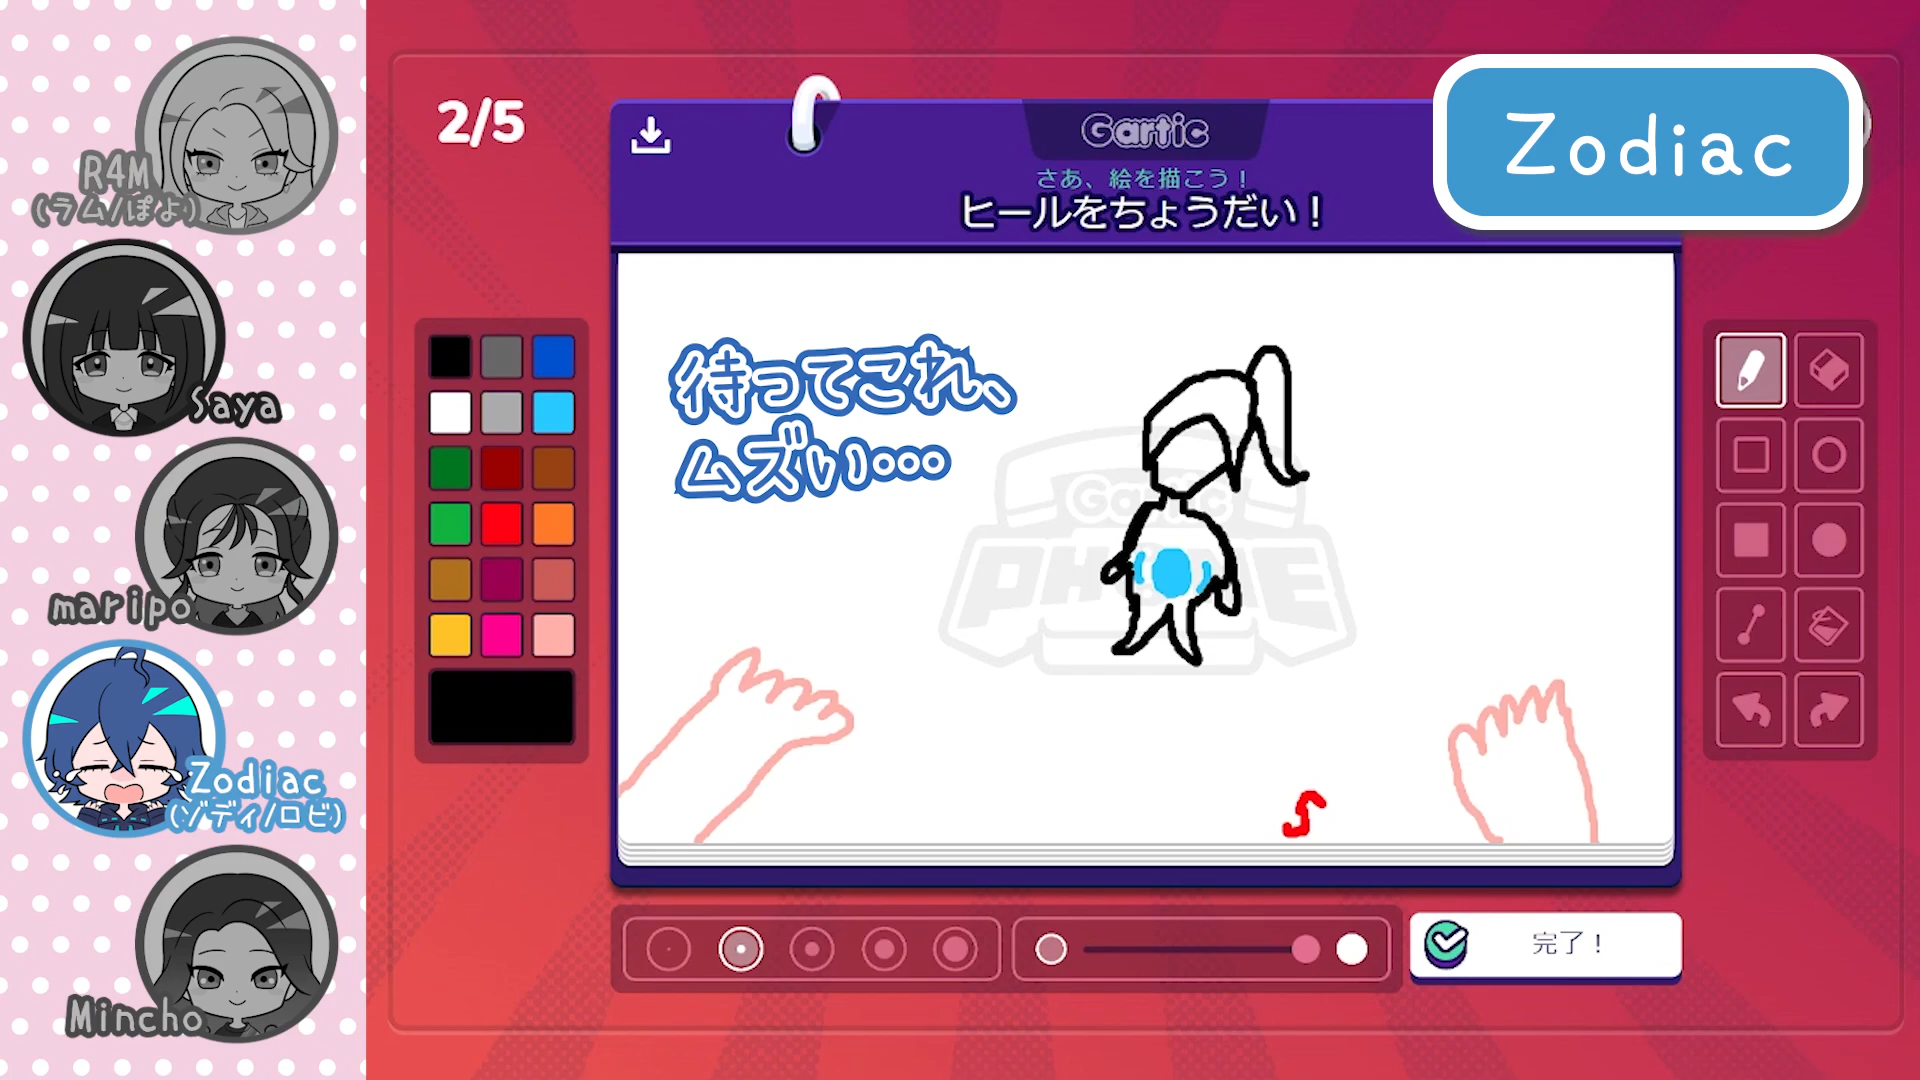 R4M
(ラム/ぽよ)
Saya
maripo
Zodiac
(ゾディ/ロビ)
Mincho
2/5
Gartic
さあ、絵を描こう！
ヒールをちょうだい！
Zodiac
待ってこれ、
ムズい…
Gartic
PHONE
完了！